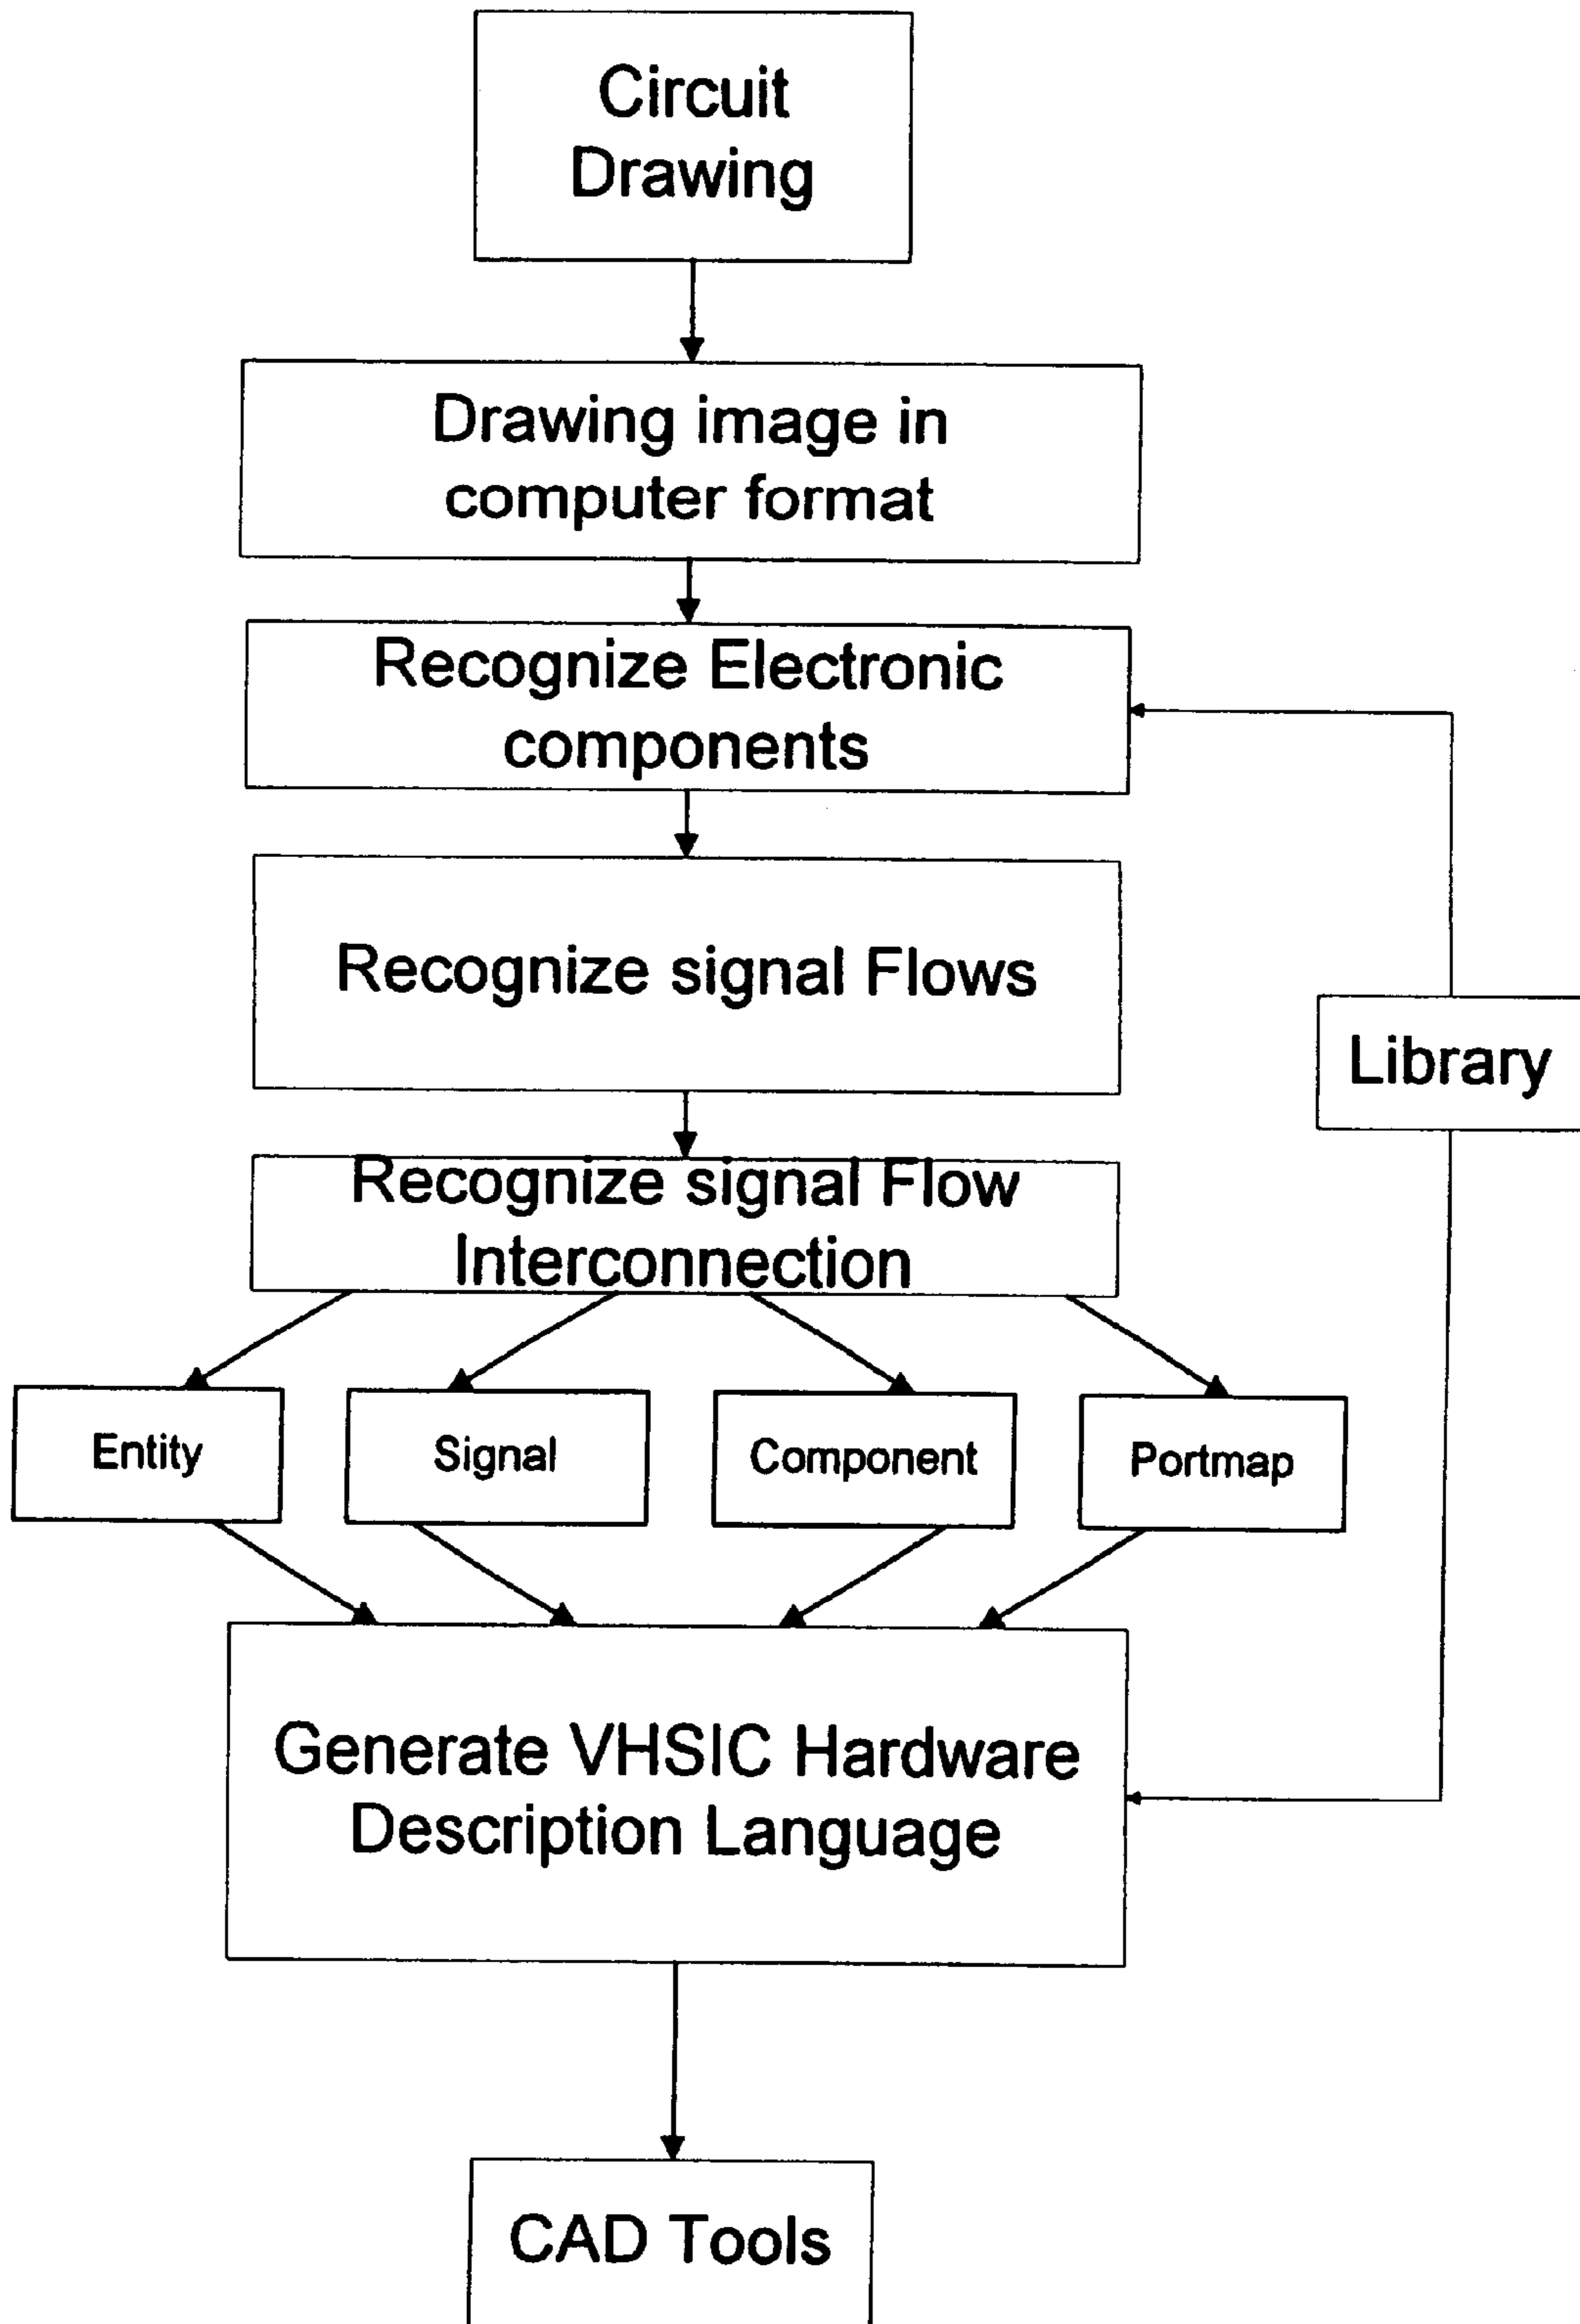 Circuit
Drawing
Drawing image in
computer format
Recognize Electronic
components
Recognize signal Flows
Library
Recognize signal Flow
Interconnection
Entity
Signal
Component
Portmap
Generate VHSIC Hardware
Description Language
CAD Tools